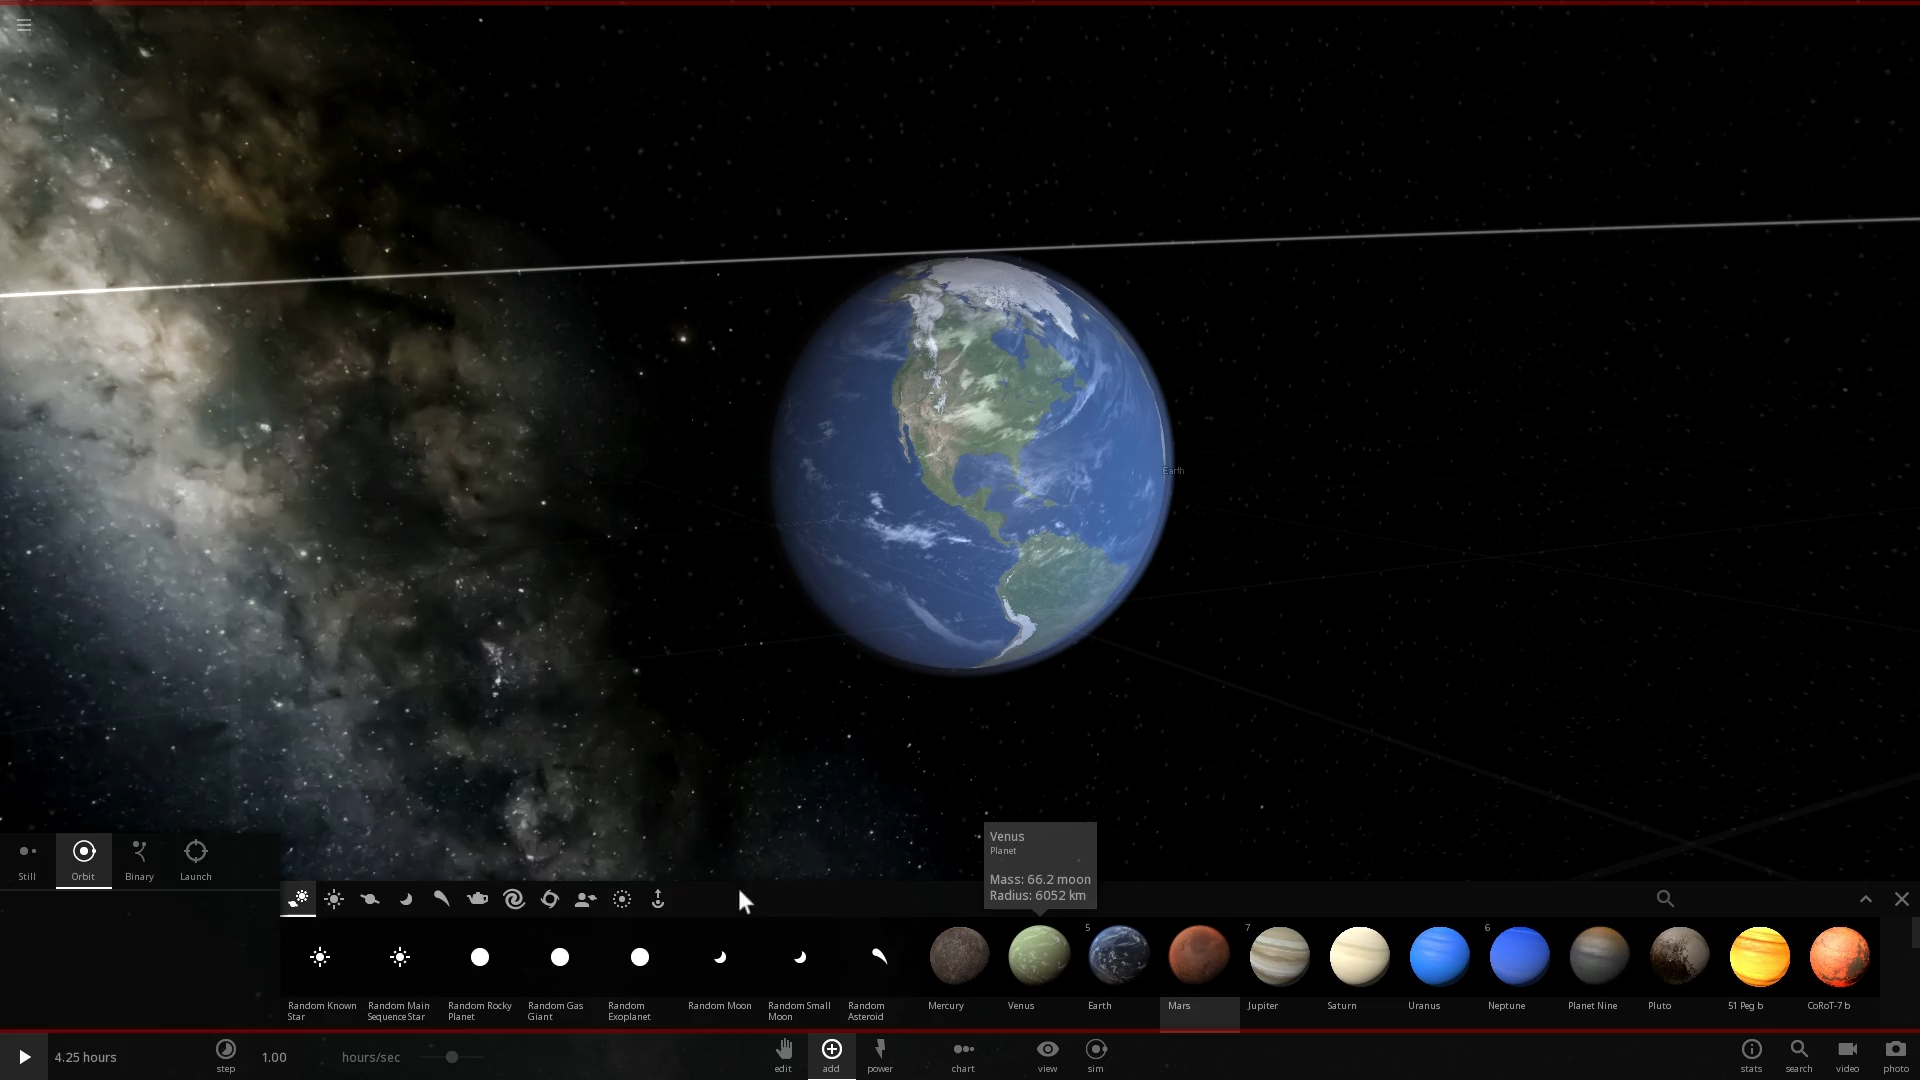 Earth
Venus
Planet
Mass: 66.2 moon
Radius: 6052 km
Still
Orbit
Binary
Launch
5
7
6
Random Known
Star
Random Main
Sequence Star
Random Rocky
Planet
Random Gas
Giant
Random
Exoplanet
Random Moon
Random Small
Moon
Random
Asteroid
Mercury
Venus
Earth
Mars
Jupiter
Saturn
Uranus
Neptune
Planet Nine
Pluto
51 Peg b
CoRoT-7 b
4.25 hours
step
1.00
hours/sec
edit
add
power
chart
view
sim
stats
search
video
photo